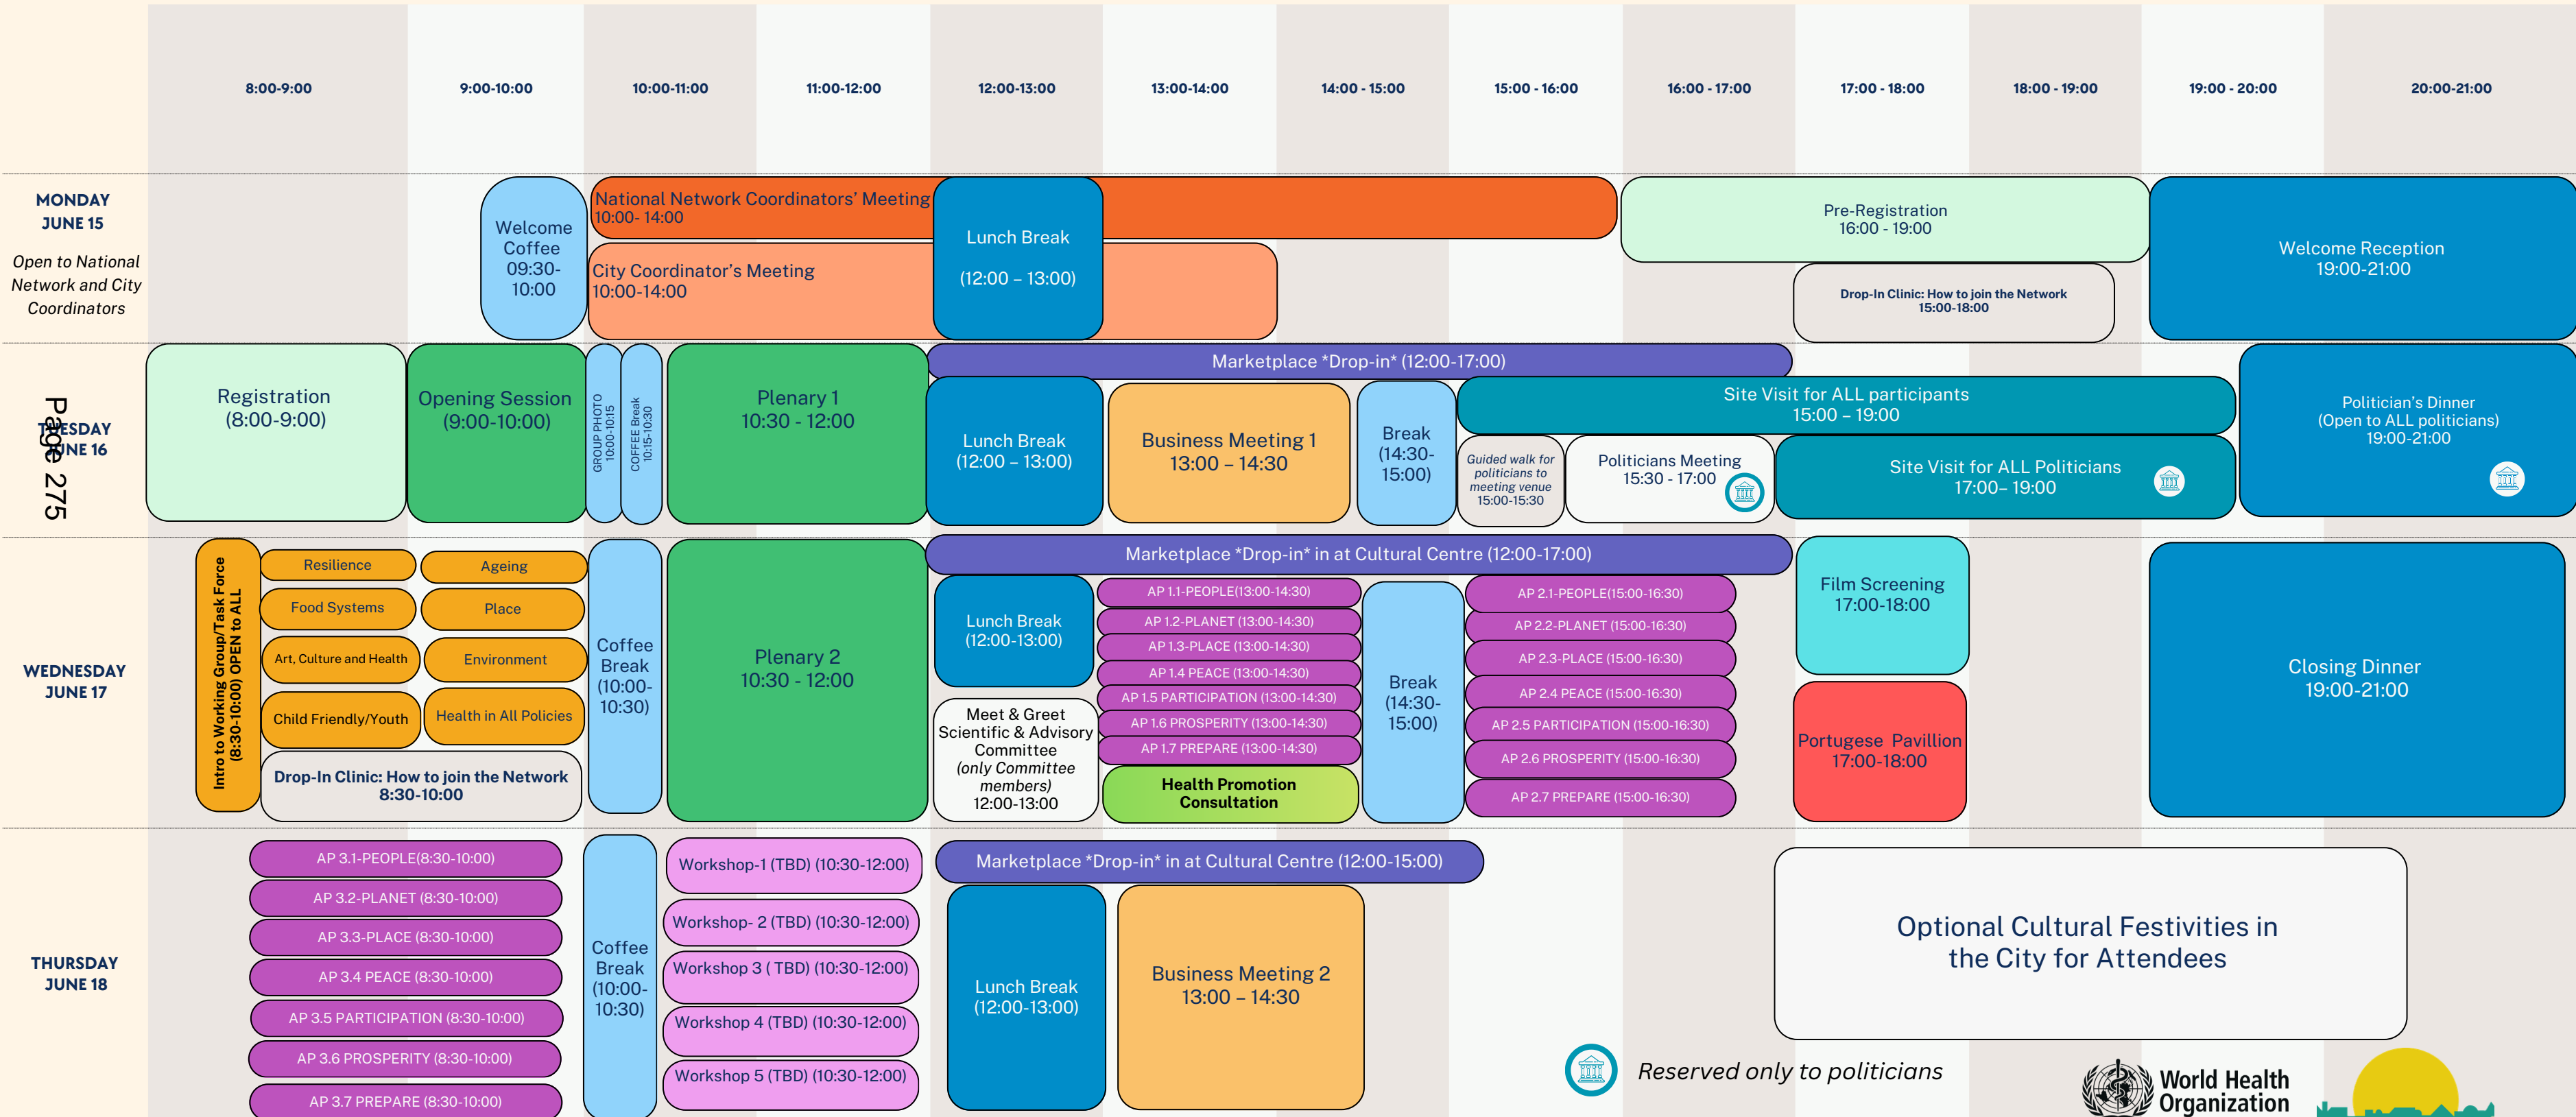 8:00-9:00
9:00-10:00
10:00-11:00
11:00-12:00
12:00-13:00
13:00-14:00
14:00 - 15:00
15:00 - 16:00
16:00 - 17:00
17:00 - 18:00
18:00 - 19:00
19:00 - 20:00
20:00-21:00
MONDAY
JUNE 15
Open to National
Network and City
Coordinators
Welcome
Coffee
09:30-
10:00
National Network Coordinators' Meeting
10:00- 14:00
City Coordinator's Meeting
10:00-14:00
Lunch Break
(12:00 – 13:00)
Pre-Registration
16:00 - 19:00
Drop-In Clinic: How to join the Network
15:00-18:00
Welcome Reception
19:00-21:00
Page 275
TUESDAY
JUNE 16
Registration
(8:00-9:00)
Opening Session
(9:00-10:00)
GROUP PHOTO
10:00-10:15
COFFEE Break
10:15-10:30
Plenary 1
10:30 - 12:00
Marketplace *Drop-in* (12:00-17:00)
Lunch Break
(12:00 – 13:00)
Business Meeting 1
13:00 – 14:30
Break
(14:30-
15:00)
Site Visit for ALL participants
15:00 – 19:00
Guided walk for
politicians to
meeting venue
15:00-15:30
Politicians Meeting
15:30 - 17:00
Site Visit for ALL Politicians
17:00– 19:00
Politician's Dinner
(Open to ALL politicians)
19:00-21:00
WEDNESDAY
JUNE 17
Intro to Working Group/Task Force
(8:30-10:00) OPEN to ALL
Resilience
Food Systems
Art, Culture and Health
Child Friendly/Youth
Ageing
Place
Environment
Health in All Policies
Drop-In Clinic: How to join the Network
8:30-10:00
Coffee
Break
(10:00-
10:30)
Plenary 2
10:30 - 12:00
Marketplace *Drop-in* in at Cultural Centre (12:00-17:00)
Lunch Break
(12:00-13:00)
Meet & Greet
Scientific & Advisory
Committee
(only Committee
members)
12:00-13:00
AP 1.1-PEOPLE(13:00-14:30)
AP 1.2-PLANET (13:00-14:30)
AP 1.3-PLACE (13:00-14:30)
AP 1.4 PEACE (13:00-14:30)
AP 1.5 PARTICIPATION (13:00-14:30)
AP 1.6 PROSPERITY (13:00-14:30)
AP 1.7 PREPARE (13:00-14:30)
Health Promotion
Consultation
Break
(14:30-
15:00)
AP 2.1-PEOPLE(15:00-16:30)
AP 2.2-PLANET (15:00-16:30)
AP 2.3-PLACE (15:00-16:30)
AP 2.4 PEACE (15:00-16:30)
AP 2.5 PARTICIPATION (15:00-16:30)
AP 2.6 PROSPERITY (15:00-16:30)
AP 2.7 PREPARE (15:00-16:30)
Film Screening
17:00-18:00
Portugese Pavillion
17:00-18:00
Closing Dinner
19:00-21:00
THURSDAY
JUNE 18
AP 3.1-PEOPLE(8:30-10:00)
AP 3.2-PLANET (8:30-10:00)
AP 3.3-PLACE (8:30-10:00)
AP 3.4 PEACE (8:30-10:00)
AP 3.5 PARTICIPATION (8:30-10:00)
AP 3.6 PROSPERITY (8:30-10:00)
AP 3.7 PREPARE (8:30-10:00)
Coffee
Break
(10:00-
10:30)
Workshop-1 (TBD) (10:30-12:00)
Workshop- 2 (TBD) (10:30-12:00)
Workshop 3 ( TBD) (10:30-12:00)
Workshop 4 (TBD) (10:30-12:00)
Workshop 5 (TBD) (10:30-12:00)
Marketplace *Drop-in* in at Cultural Centre (12:00-15:00)
Lunch Break
(12:00-13:00)
Business Meeting 2
13:00 – 14:30
Optional Cultural Festivities in
the City for Attendees
Reserved only to politicians
World Health
Organization